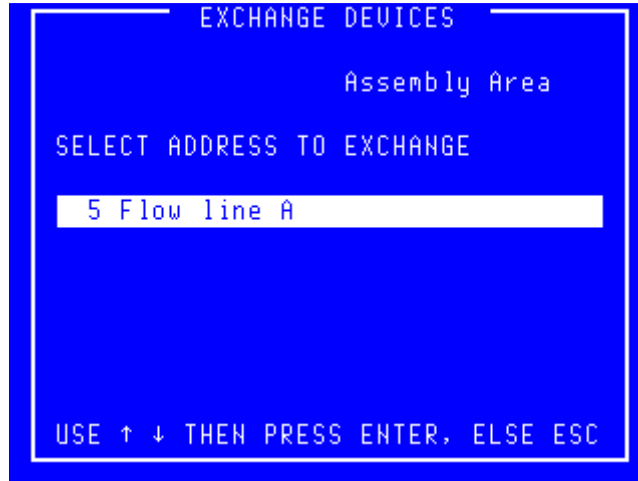 EXCHANGE DEVICES
Assembly Area
SELECT ADDRESS TO EXCHANGE
5 Flow line A
USE ↑ ↓ THEN PRESS ENTER, ELSE ESC